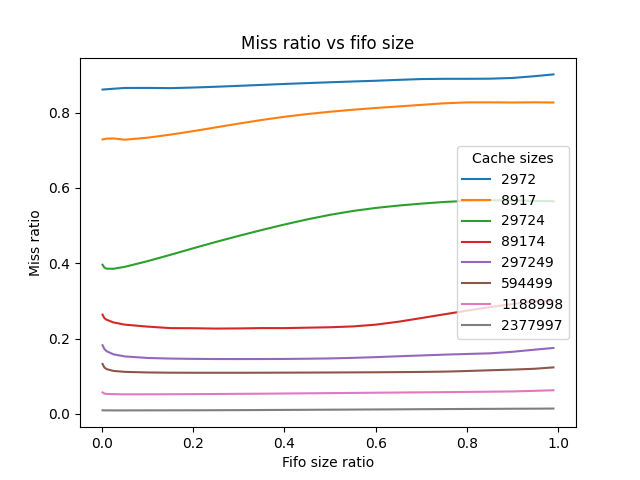 Miss ratio vs fifo size
Miss ratio
0.8
0.6
0.4
0.2
0.0
Cache sizes
2972
8917
29724
89174
297249
594499
1188998
2377997
0.0 0.2 0.4 0.6 0.8 1.0
Fifo size ratio